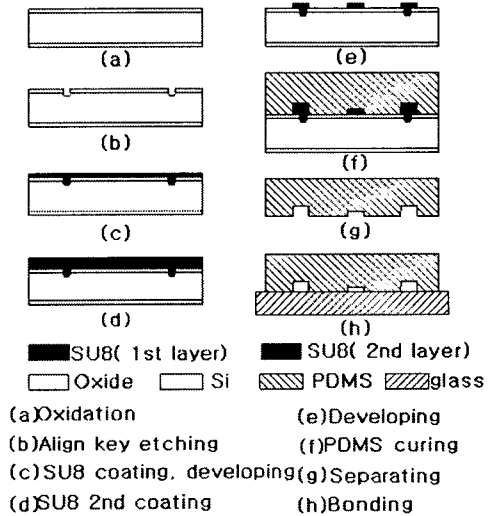 (a)
(b)
(c)
(d)
(e)
(f)
(g)
(h)
SU8( 1st layer) SU8( 2nd layer)
Oxide Si PDMS glass
(a)Oxidation (e)Developing
(b)Align key etching (f)PDMS curing
(c)SU8 coating, developing (g)Separating
(d)SU8 2nd coating (h)Bonding